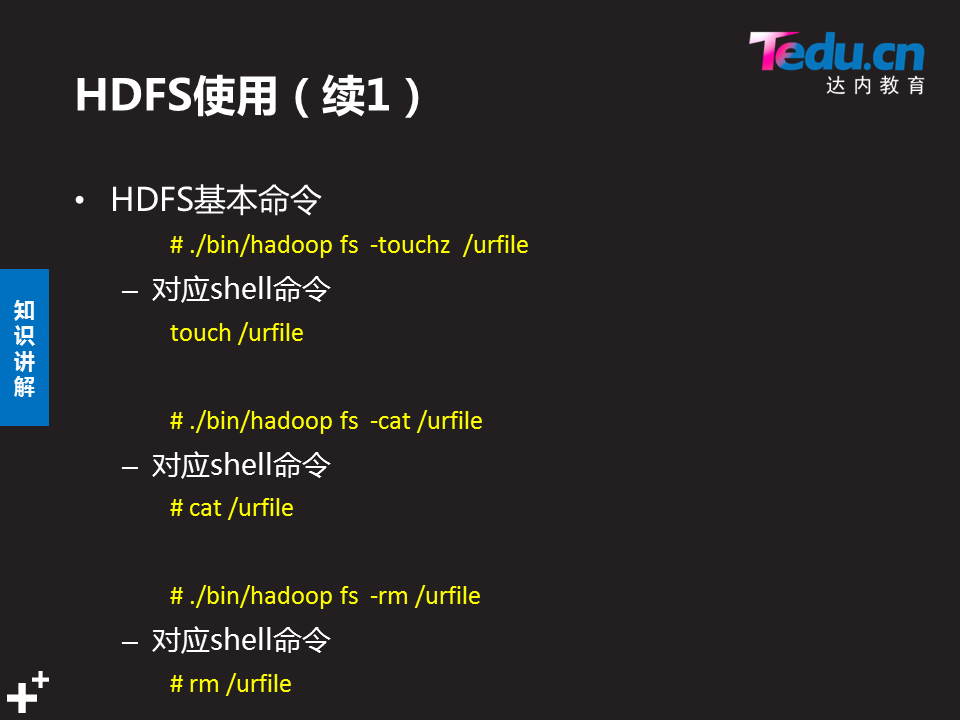 Tedu.cn
达内教育
HDFS使用（续1）
• HDFS基本命令
# ./bin/hadoop fs -touchz /urfile
– 对应shell命令
touch /urfile
# ./bin/hadoop fs -cat /urfile
– 对应shell命令
# cat /urfile
# ./bin/hadoop fs -rm /urfile
– 对应shell命令
# rm /urfile
知识讲解